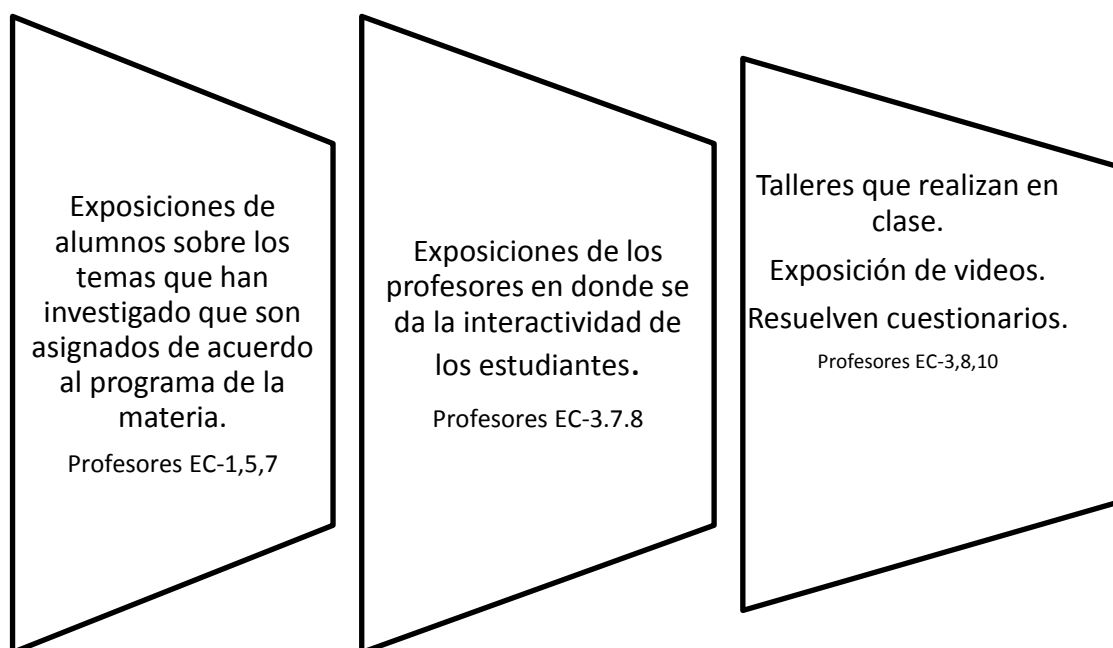 Exposiciones de
alumnos sobre los
temas que han
investigado que son
asignados de acuerdo
al programa de la
materia.
Profesores EC-1,5,7
Exposiciones de los
profesores en donde se
da la interactividad de
los estudiantes.
Profesores EC-3.7.8
Talleres que realizan en
clase.
Exposición de videos.
Resuelven cuestionarios.
Profesores EC-3,8,10